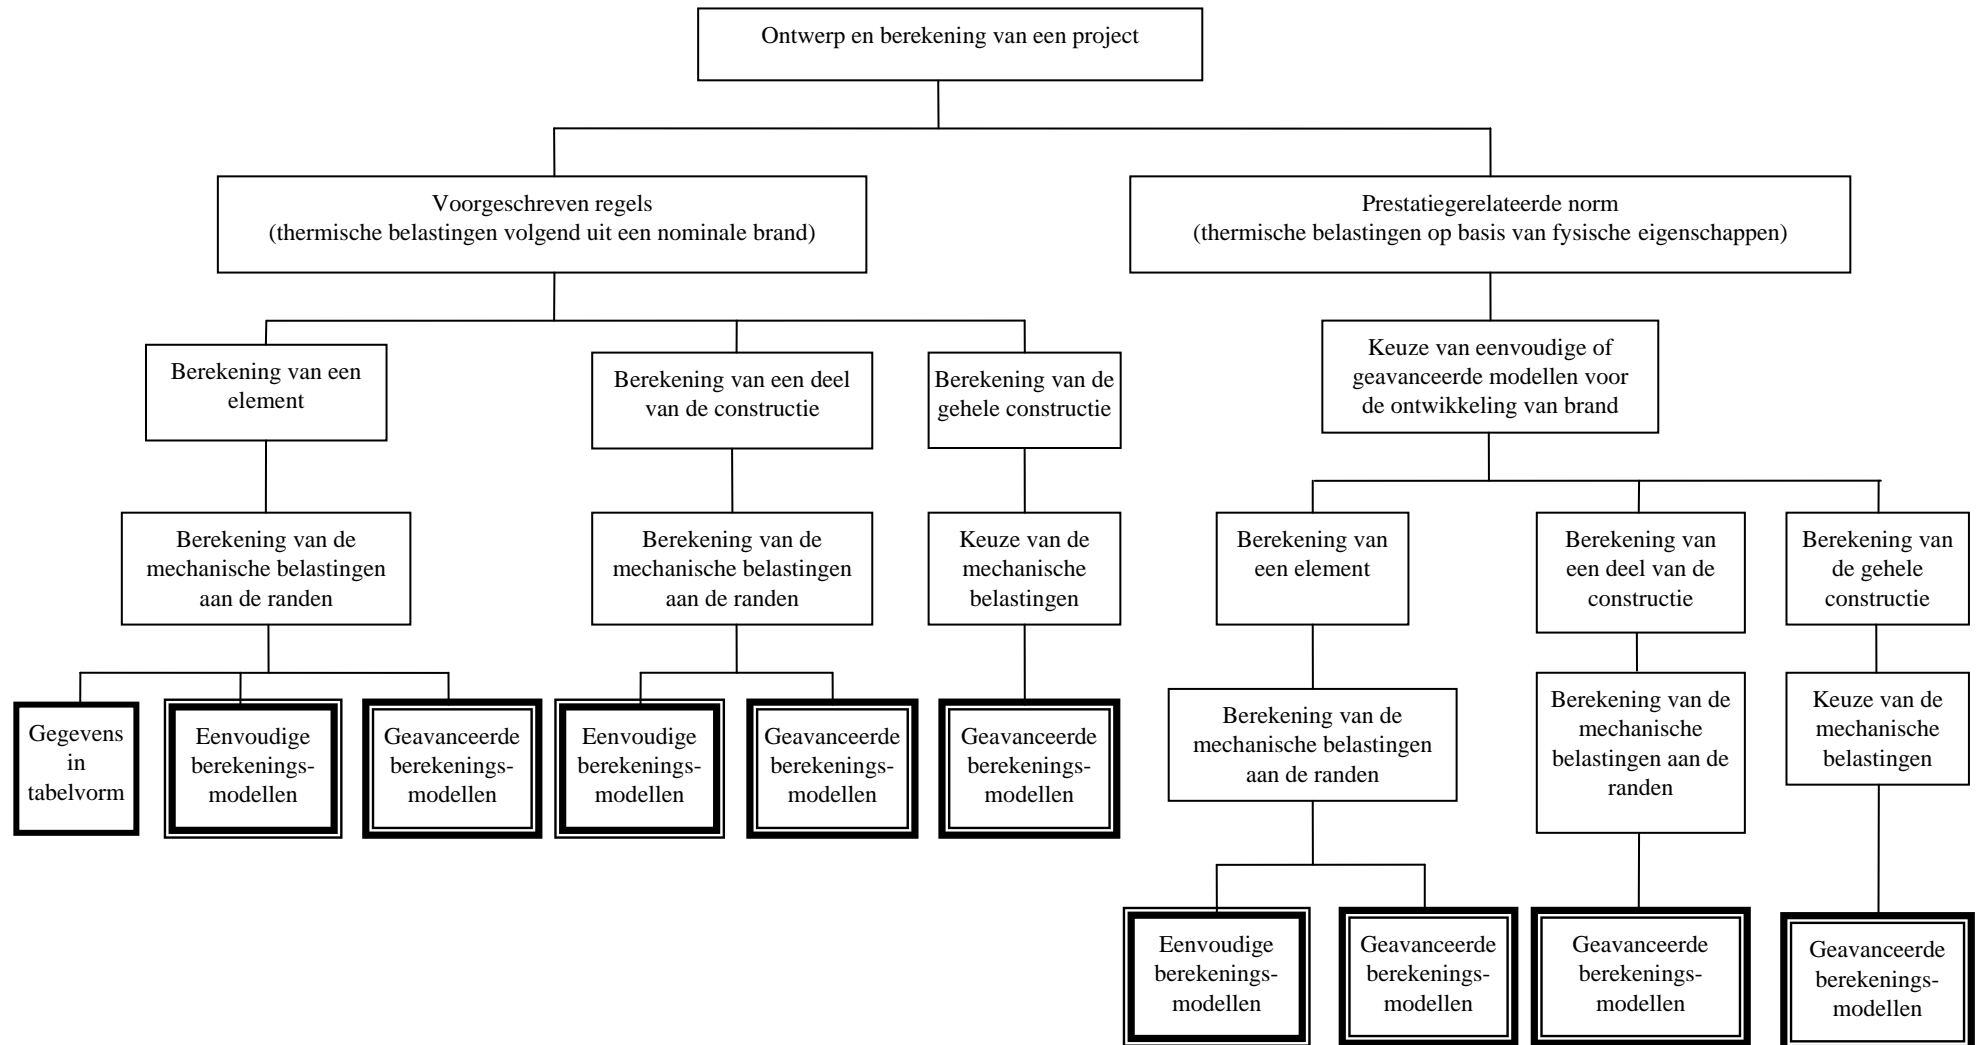 Ontwerp en berekening van een project
Voorgeschreven regels
(thermische belastingen volgend uit een nominale brand)
Prestatiegerelateerde norm
(thermische belastingen op basis van fysische eigenschappen)
Berekening van een
element
Berekening van een deel
van de constructie
Berekening van de
gehele constructie
Keuze van eenvoudige of
geavanceerde modellen voor
de ontwikkeling van brand
Berekening van de
mechanische belastingen
aan de randen
Berekening van de
mechanische belastingen
aan de randen
Keuze van de
mechanische
belastingen
Berekening van
een element
Berekening van
een deel van de
constructie
Berekening van
de gehele
constructie
Gegevens
in
tabelvorm
Eenvoudige
berekenings-
modellen
Geavanceerde
berekenings-
modellen
Eenvoudige
berekenings-
modellen
Geavanceerde
berekenings-
modellen
Geavanceerde
berekenings-
modellen
Berekening van de
mechanische belastingen
aan de randen
Berekening van de
mechanische
belastingen aan de
randen
Keuze van de
mechanische
belastingen
Eenvoudige
berekenings-
modellen
Geavanceerde
berekenings-
modellen
Geavanceerde
berekenings-
modellen
Geavanceerde
berekenings-
modellen